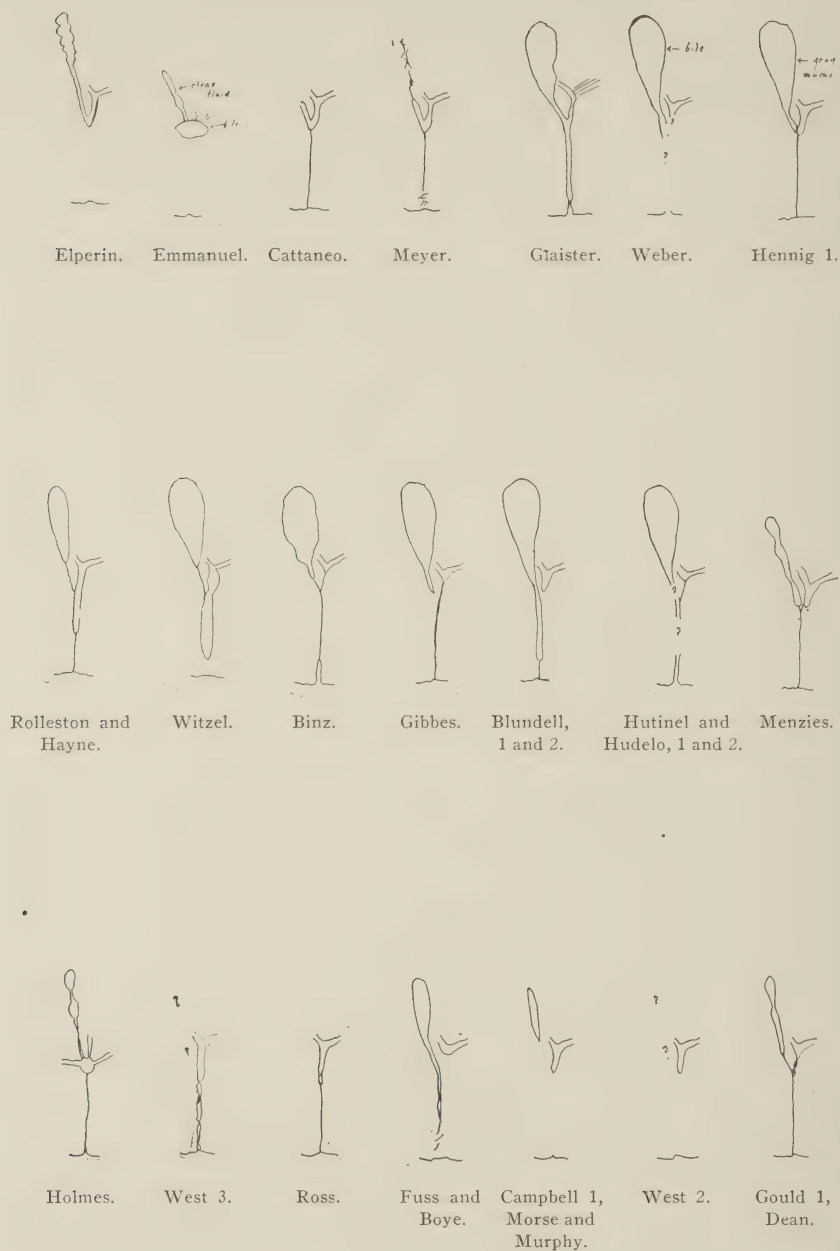 ← clear
fluid
← bile
← gray
mucus
?
?
Elperin. Emmanuel. Cattaneo. Meyer. Glaister. Weber. Hennig 1.
?
?
Rolleston and Witzel. Binz. Gibbes. Blundell, Hutinel and Menzies.
Hayne. 1 and 2. Hudelo, 1 and 2.
?
?
?
?
Holmes. West 3. Ross. Fuss and Campbell 1, West 2. Gould 1,
Boye. Morse and Dean.
Murphy.